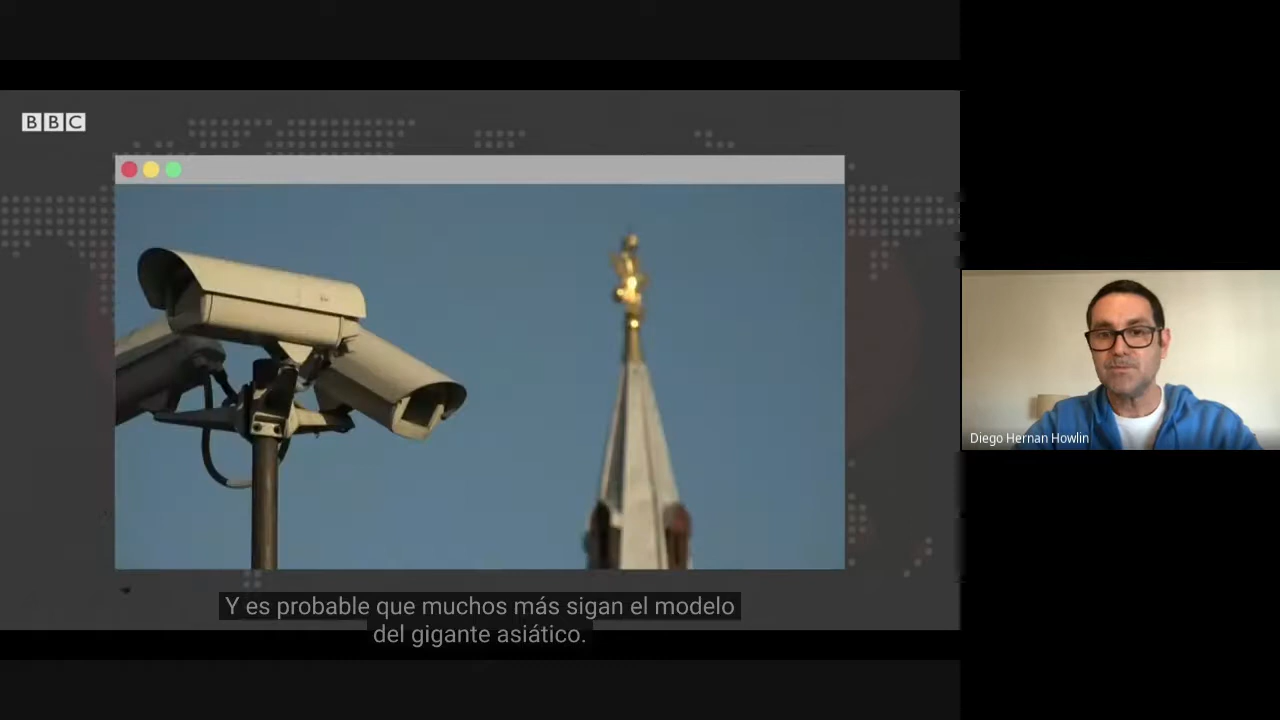 BBC
Y es probable que muchos más sigan el modelo
del gigante asiático.
Diego Hernan Howlin